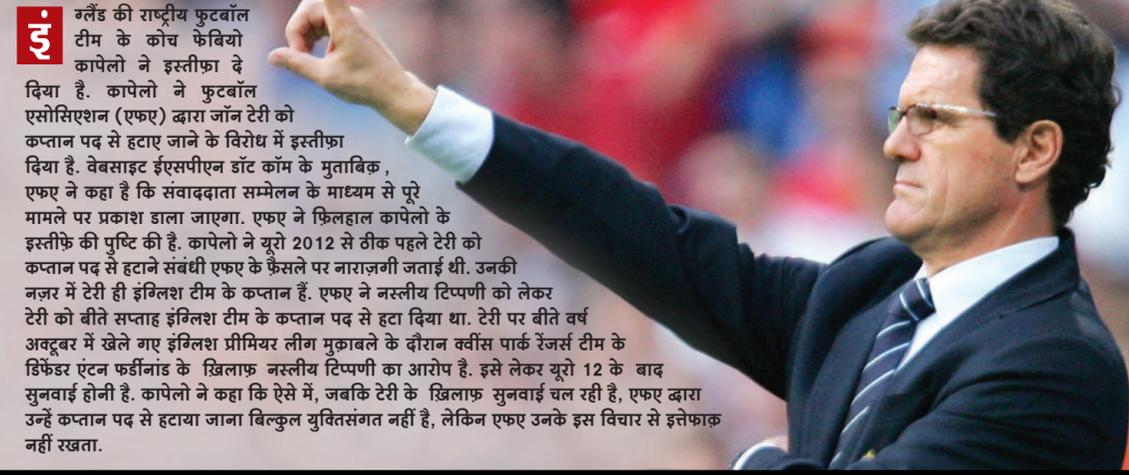 इंग्लैंड की राष्ट्रीय फुटबॉल
टीम के कोच फेबियो
कापेलो ने इस्तीफ़ा दे
दिया है. कापेलो ने फुटबॉल
एसोसिएशन (एफए) द्वारा जॉन टेरी को
कप्तान पद से हटाए जाने के विरोध में इस्तीफ़ा
दिया है. वेबसाइट ईएसपीएन डॉट कॉम के मुताबिक़,
एफए ने कहा है कि संवाददाता सम्मेलन के माध्यम से पूरे
मामले पर प्रकाश डाला जाएगा. एफए ने फ़िलहाल कापेलो के
इस्तीफ़े की पुष्टि की है. कापेलो ने यूरो 2012 से ठीक पहले टेरी को
कप्तान पद से हटाने संबंधी एफए के फ़ैसले पर नाराज़गी जताई थी. उनकी
नज़र में टेरी ही इंग्लिश टीम के कप्तान हैं. एफए ने नस्लीय टिप्पणी को लेकर
टेरी को बीते सप्ताह इंग्लिश टीम के कप्तान पद से हटा दिया था. टेरी पर बीते वर्ष
अक्टूबर में खेले गए इंग्लिश प्रीमियर लीग मुक़ाबले के दौरान क्वींस पार्क रेंजर्स टीम के
डिफेंडर एंटन फर्डीनांड के ख़िलाफ़ नस्लीय टिप्पणी का आरोप है. इसे लेकर यूरो 12 के बाद
सुनवाई होनी है. कापेलो ने कहा कि ऐसे में, जबकि टेरी के ख़िलाफ़ सुनवाई चल रही है, एफए द्वारा
उन्हें कप्तान पद से हटाया जाना बिल्कुल युक्तिसंगत नहीं है, लेकिन एफए उनके इस विचार से इत्तेफाक़
नहीं रखता.